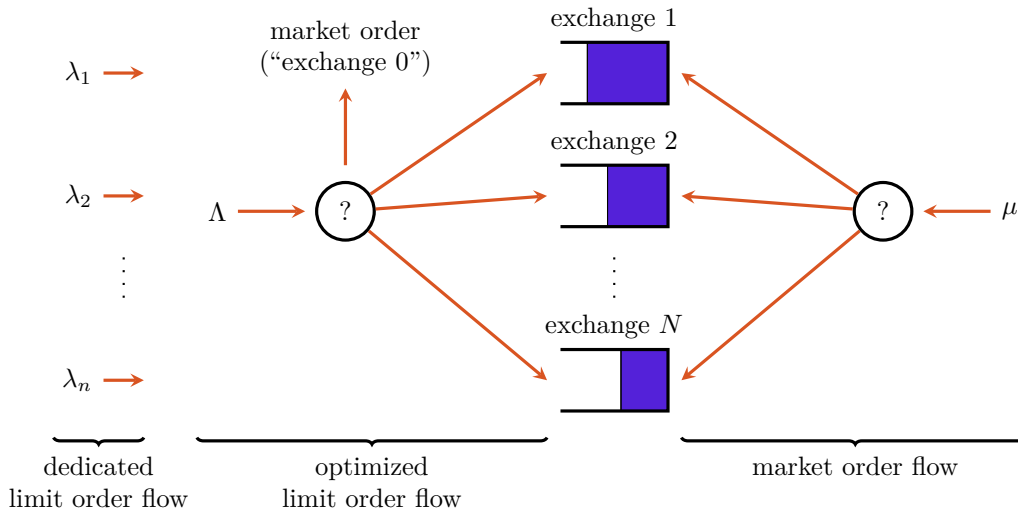 exchange 1
market order
(“exchange 0”)
λ1
exchange 2
λ2
Λ
?
?
μ
exchange N
λn
dedicated
limit order flow
optimized
limit order flow
market order flow